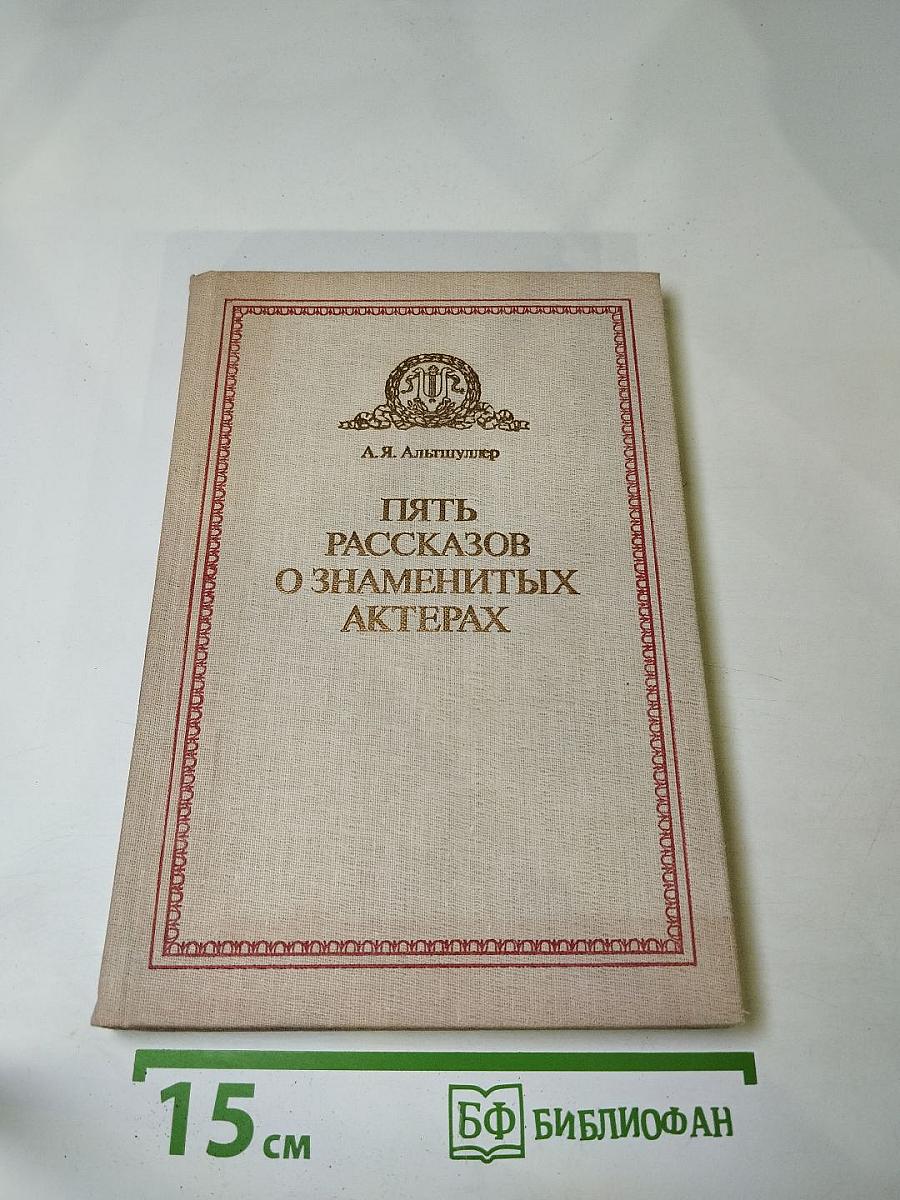 А.Я. Альтшуллер
ПЯТЬ
РАССКАЗОВ
О ЗНАМЕНИТЫХ
АКТЕРАХ
15 см
БФ БИБЛИОФАН